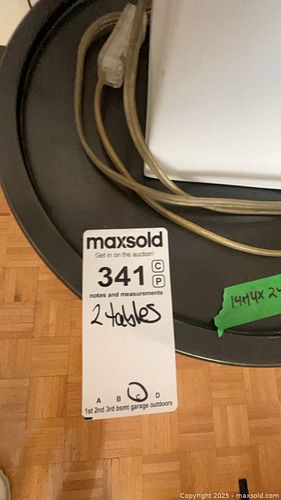 maxsold
Get in on the auction!
341 C
P
notes and measurements
2 tables
A B C D
1st 2nd 3rd bsmt garage outdoors
14x14x2
Copyright © 2025 - maxsold.com